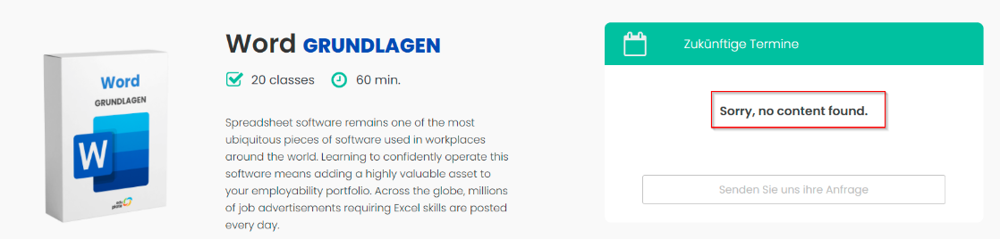 Word GRUNDLAGEN
20 classes 60 min.
Spreadsheet software remains one of the most
ubiquitous pieces of software used in workplaces
around the world. Learning to confidently operate this
software means adding a highly valuable asset to
your employability portfolio. Across the globe, millions
of job advertisements requiring Excel skills are posted
every day.
Word
GRUNDLAGEN
W
edu
plate
Zukünftige Termine
Sorry, no content found.
Senden Sie uns ihre Anfrage